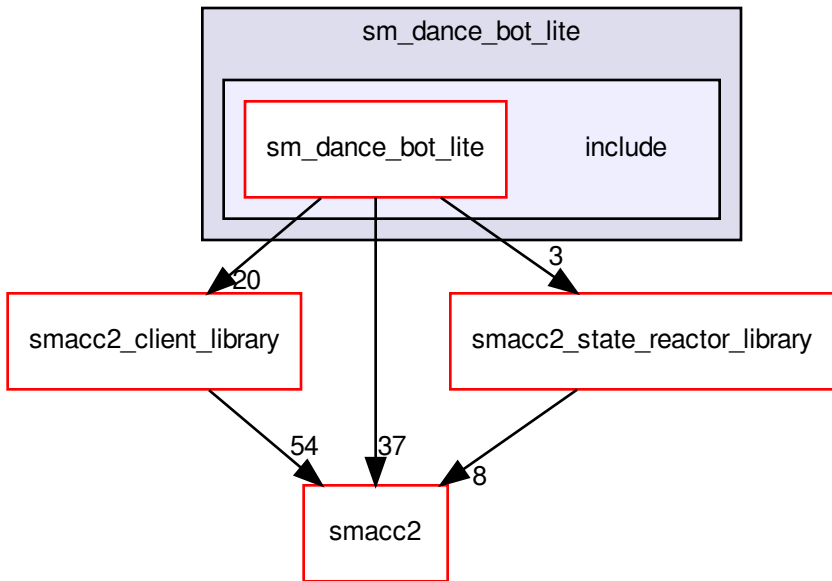 sm_dance_bot_lite
sm_dance_bot_lite
include
3
20
smacc2_client_library
smacc2_state_reactor_library
54
37
8
smacc2